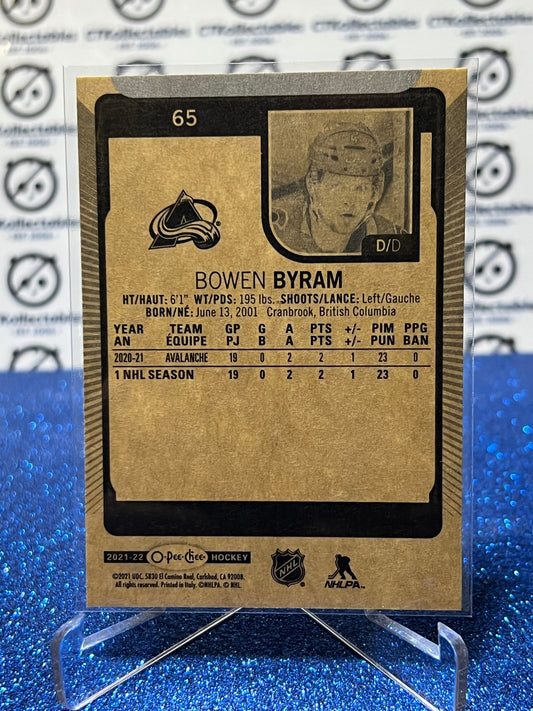 CTKollectables
65
D/D
BOWEN BYRAM
HT/HAUT: 6'1" WT/PDS: 195 lbs. SHOOTS/LANCE: Left/Gauche
BORN/NÉ: June 13, 2001 Cranbrook, British Columbia
YEAR TEAM GP G A PTS +/- PIM PPG
AN ÉQUIPE PJ B A PTS +/- PUN BAN
2020-21 AVALANCHE 19 0 2 2 1 23 0
1 NHL SEASON 19 0 2 2 1 23 0
2021-22 O-Pee-Chee HOCKEY
©2021 UDC. 5830 El Camino Real, Carlsbad, CA 92008.
All rights reserved. Printed in Italy. ©NHLPA. © NHL.
NHL
NHLPA